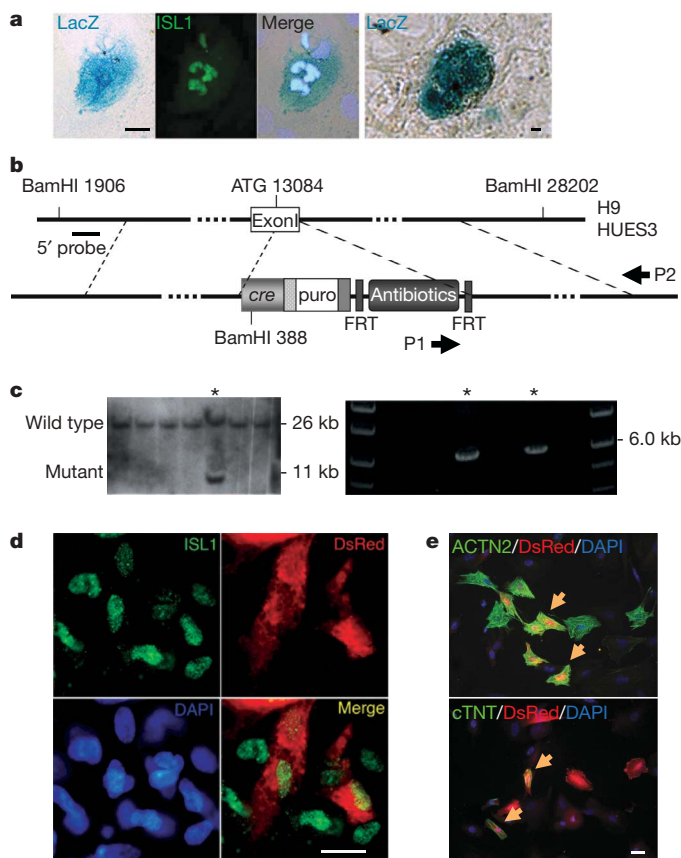 a
LacZ ISL1 Merge LacZ
b
BamHI 1906 ATG 13084 BamHI 28202
ExonI
H9
HUES3
5′ probe
P2
cre puro Antibiotics
FRT FRT
BamHI 388
P1
c
* * *
Wild type 26 kb
6.0 kb
Mutant 11 kb
d
ISL1 DsRed
DAPI Merge
e
ACTN2/DsRed/DAPI
cTNT/DsRed/DAPI